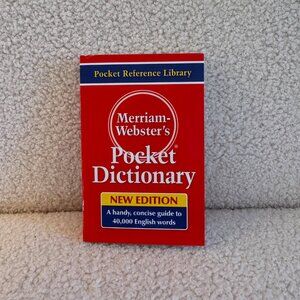 Pocket Reference Library
Merriam-
Webster's
®
Pocket
Dictionary
NEW EDITION
A handy, concise guide to
40,000 English words